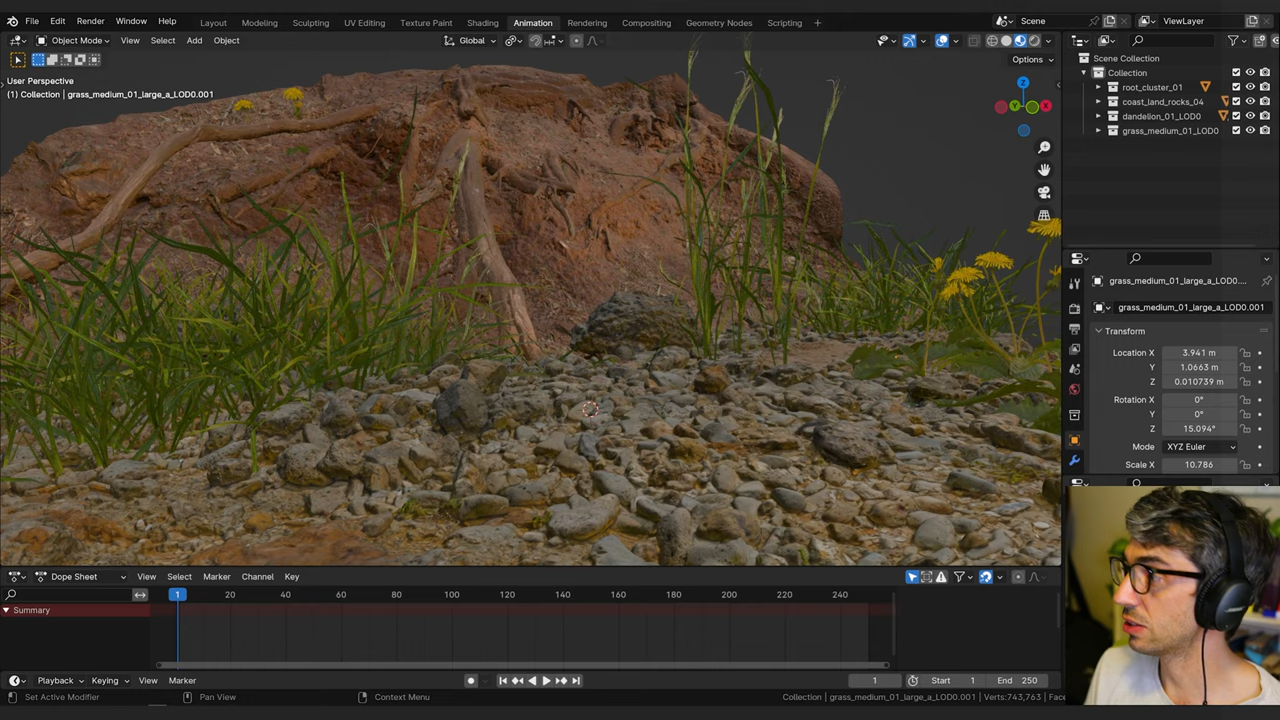 File Edit Render Window Help Layout Modeling Sculpting UV Editing Texture Paint Shading Animation Rendering Compositing Geometry Nodes Scripting + Scene ViewLayer
Object Mode View Select Add Object Global
Options
User Perspective
(1) Collection | grass_medium_01_large_a_LOD0.001
Z
Y
X
Scene Collection
Collection
root_cluster_01
coast_land_rocks_04
dandelion_01_LOD0
grass_medium_01_LOD0
grass_medium_01_large_a_LOD0....
grass_medium_01_large_a_LOD0.001
Transform
Location X 3.941 m
Y 1.0663 m
Z 0.010739 m
Rotation X 0°
Y 0°
Z 15.094°
Mode XYZ Euler
Scale X 10.786
Dope Sheet View Select Marker Channel Key
1 20 40 60 80 100 120 140 160 180 200 220 240
Summary
Playback Keying View Marker 1 Start 1 End 250
Set Active Modifier Pan View Context Menu Collection | grass_medium_01_large_a_LOD0.001 | Verts:743,763 | Face